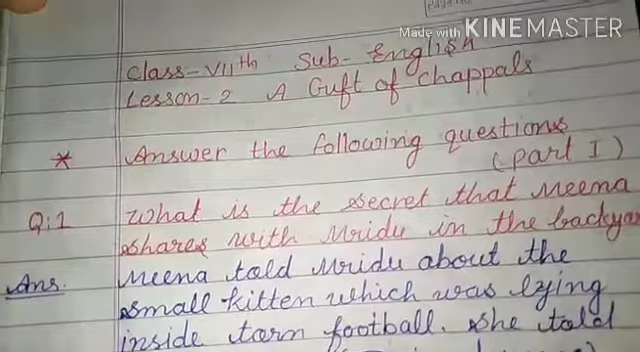 Made with KINEMASTER
Class-VIIth Sub- English
Lesson-2 A Guft of Chappals
* Answer the following questions
(Part I)
Q:1 What is the secret that Meena
shares with Mridu in the backya
Ans. Meena told Mridu about the
small kitten which was lying
inside torn football. She told